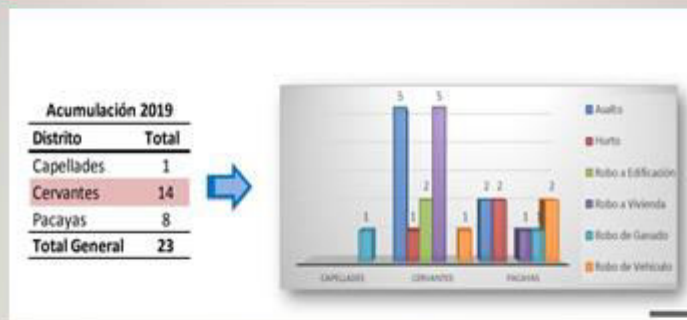 Acumulación 2019
Distrito Total
Capellades 1
Cervantes 14
Pacayas 8
Total General 23
5 5
2 2 2 2
1 1 1 1 1
CAPELLADES CERVANTES PACAYAS
Asalto
Hurto
Robo a Edificación
Robo a Vivienda
Robo de Ganado
Robo de Vehículo